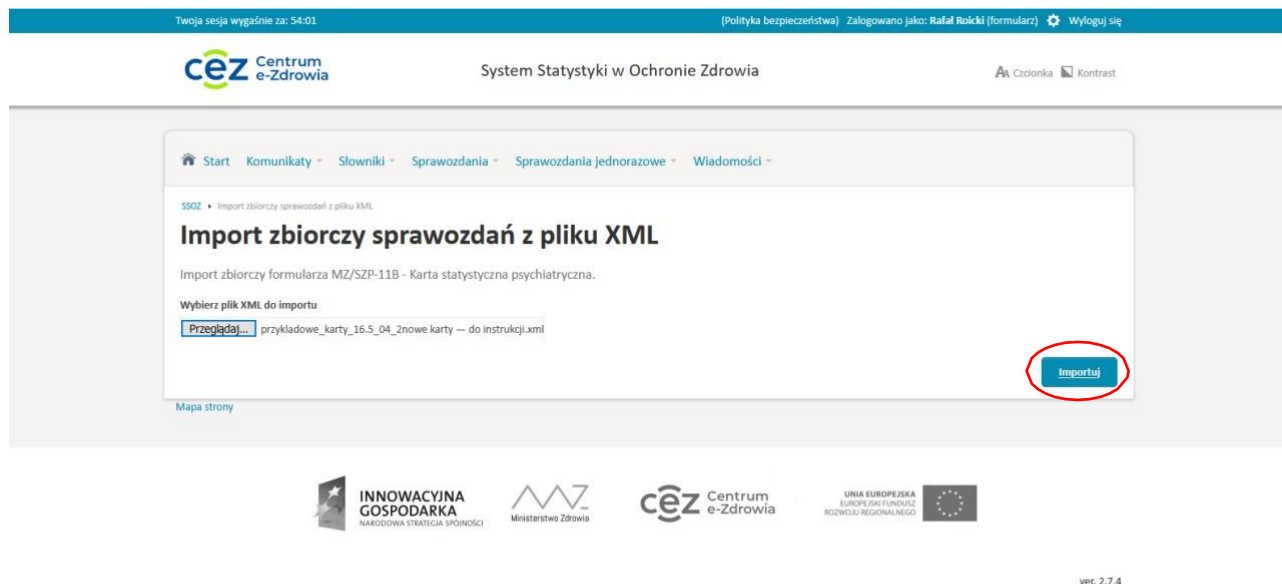 Twoja sesja wygaśnie za: 54:01 (Polityka bezpieczeństwa) Zalogowano jako: Rafał Roicki (formularz) Wyloguj się
cez Centrum e-Zdrowia
System Statystyki w Ochronie Zdrowia
AA Czcionka Kontrast
Start Komunikaty Słowniki Sprawozdania Sprawozdania jednorazowe Wiadomości
SSOZ Import zbiorczy sprawozdań z pliku XML
Import zbiorczy sprawozdań z pliku XML
Import zbiorczy formularza MZ/SZP-11B - Karta statystyczna psychiatryczna.
Wybierz plik XML do importu
Przeglądaj... przykladowe_karty_16.5_04_2nowe karty — do instrukcji.xml
Importuj
Mapa strony
INNOWACYJNA
GOSPODARKA
NARODOWA STRATEGIA SPÓJNOŚCI
Ministerstwo Zdrowia
cez Centrum
e-Zdrowia
UNIA EUROPEJSKA
EUROPEJSKI FUNDUSZ
ROZWOJU REGIONALNEGO
ver. 2.7.4